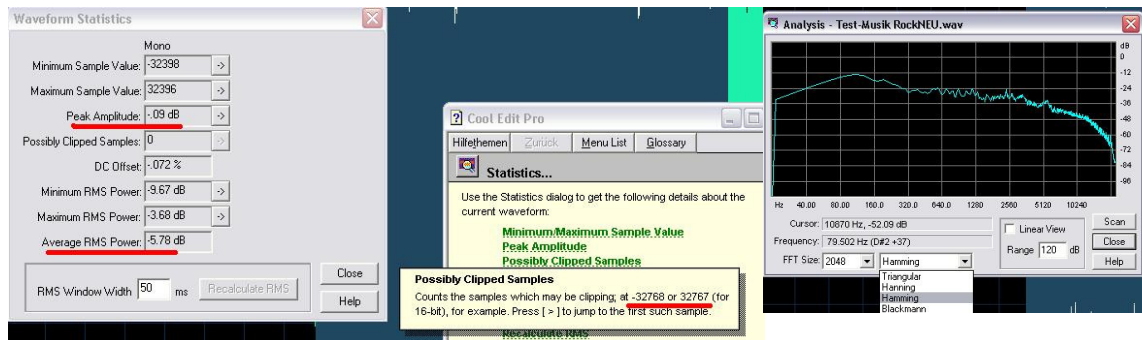 Waveform Statistics
Mono
Minimum Sample Value: -32398 ->
Maximum Sample Value: 32396 ->
Peak Amplitude: -.09 dB ->
Possibly Clipped Samples: 0 ->
DC Offset: -.072 %
Minimum RMS Power: -9.67 dB ->
Maximum RMS Power: -3.68 dB ->
Average RMS Power: -5.78 dB
RMS Window Width 50 ms Recalculate RMS
Close
Help
Cool Edit Pro
Hilfethemen Zurück Menu List Glossary
Statistics...
Use the Statistics dialog to get the following details about the
current waveform:
Minimum/Maximum Sample Value
Peak Amplitude
Possibly Clipped Samples
Possibly Clipped Samples
Counts the samples which may be clipping; at -32768 or 32767 (for
16-bit), for example. Press [ > ] to jump to the first such sample.
Recalculate RMS
Analysis - Test-Musik RockNEU.wav
dB
0
-12
-24
-36
-48
-60
-72
-84
-96
Hz 40.00 80.00 160.0 320.0 640.0 1280 2560 5120 10240
Cursor: 10870 Hz, -52.09 dB
Frequency: 79.502 Hz (D#2 +37)
FFT Size: 2048 Hamming
Triangular
Hanning
Hamming
Blackmann
Linear View
Range 120 dB
Scan
Close
Help